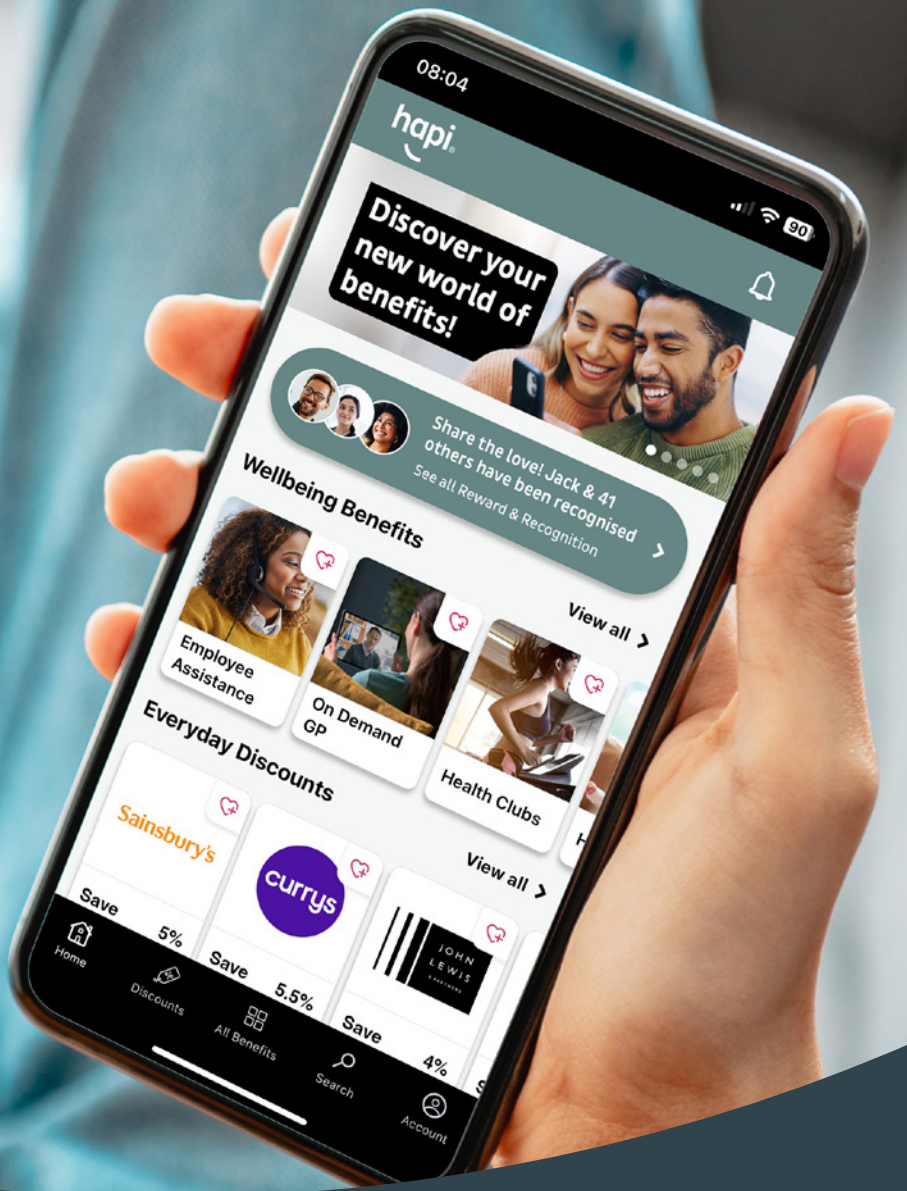 08:04
90
hapi®
Discover your
new world of
benefits!
Share the love! Jack & 41
others have been recognised
See all Reward & Recognition
Wellbeing Benefits
View all
Employee
Assistance
On Demand
GP
Health Clubs
H
Everyday Discounts
View all
Sainsbury's
Save
5%
currys
Save
5.5%
JOHN
LEWIS
& PARTNERS
Save
4%
S
Home
Discounts
All Benefits
Search
Account